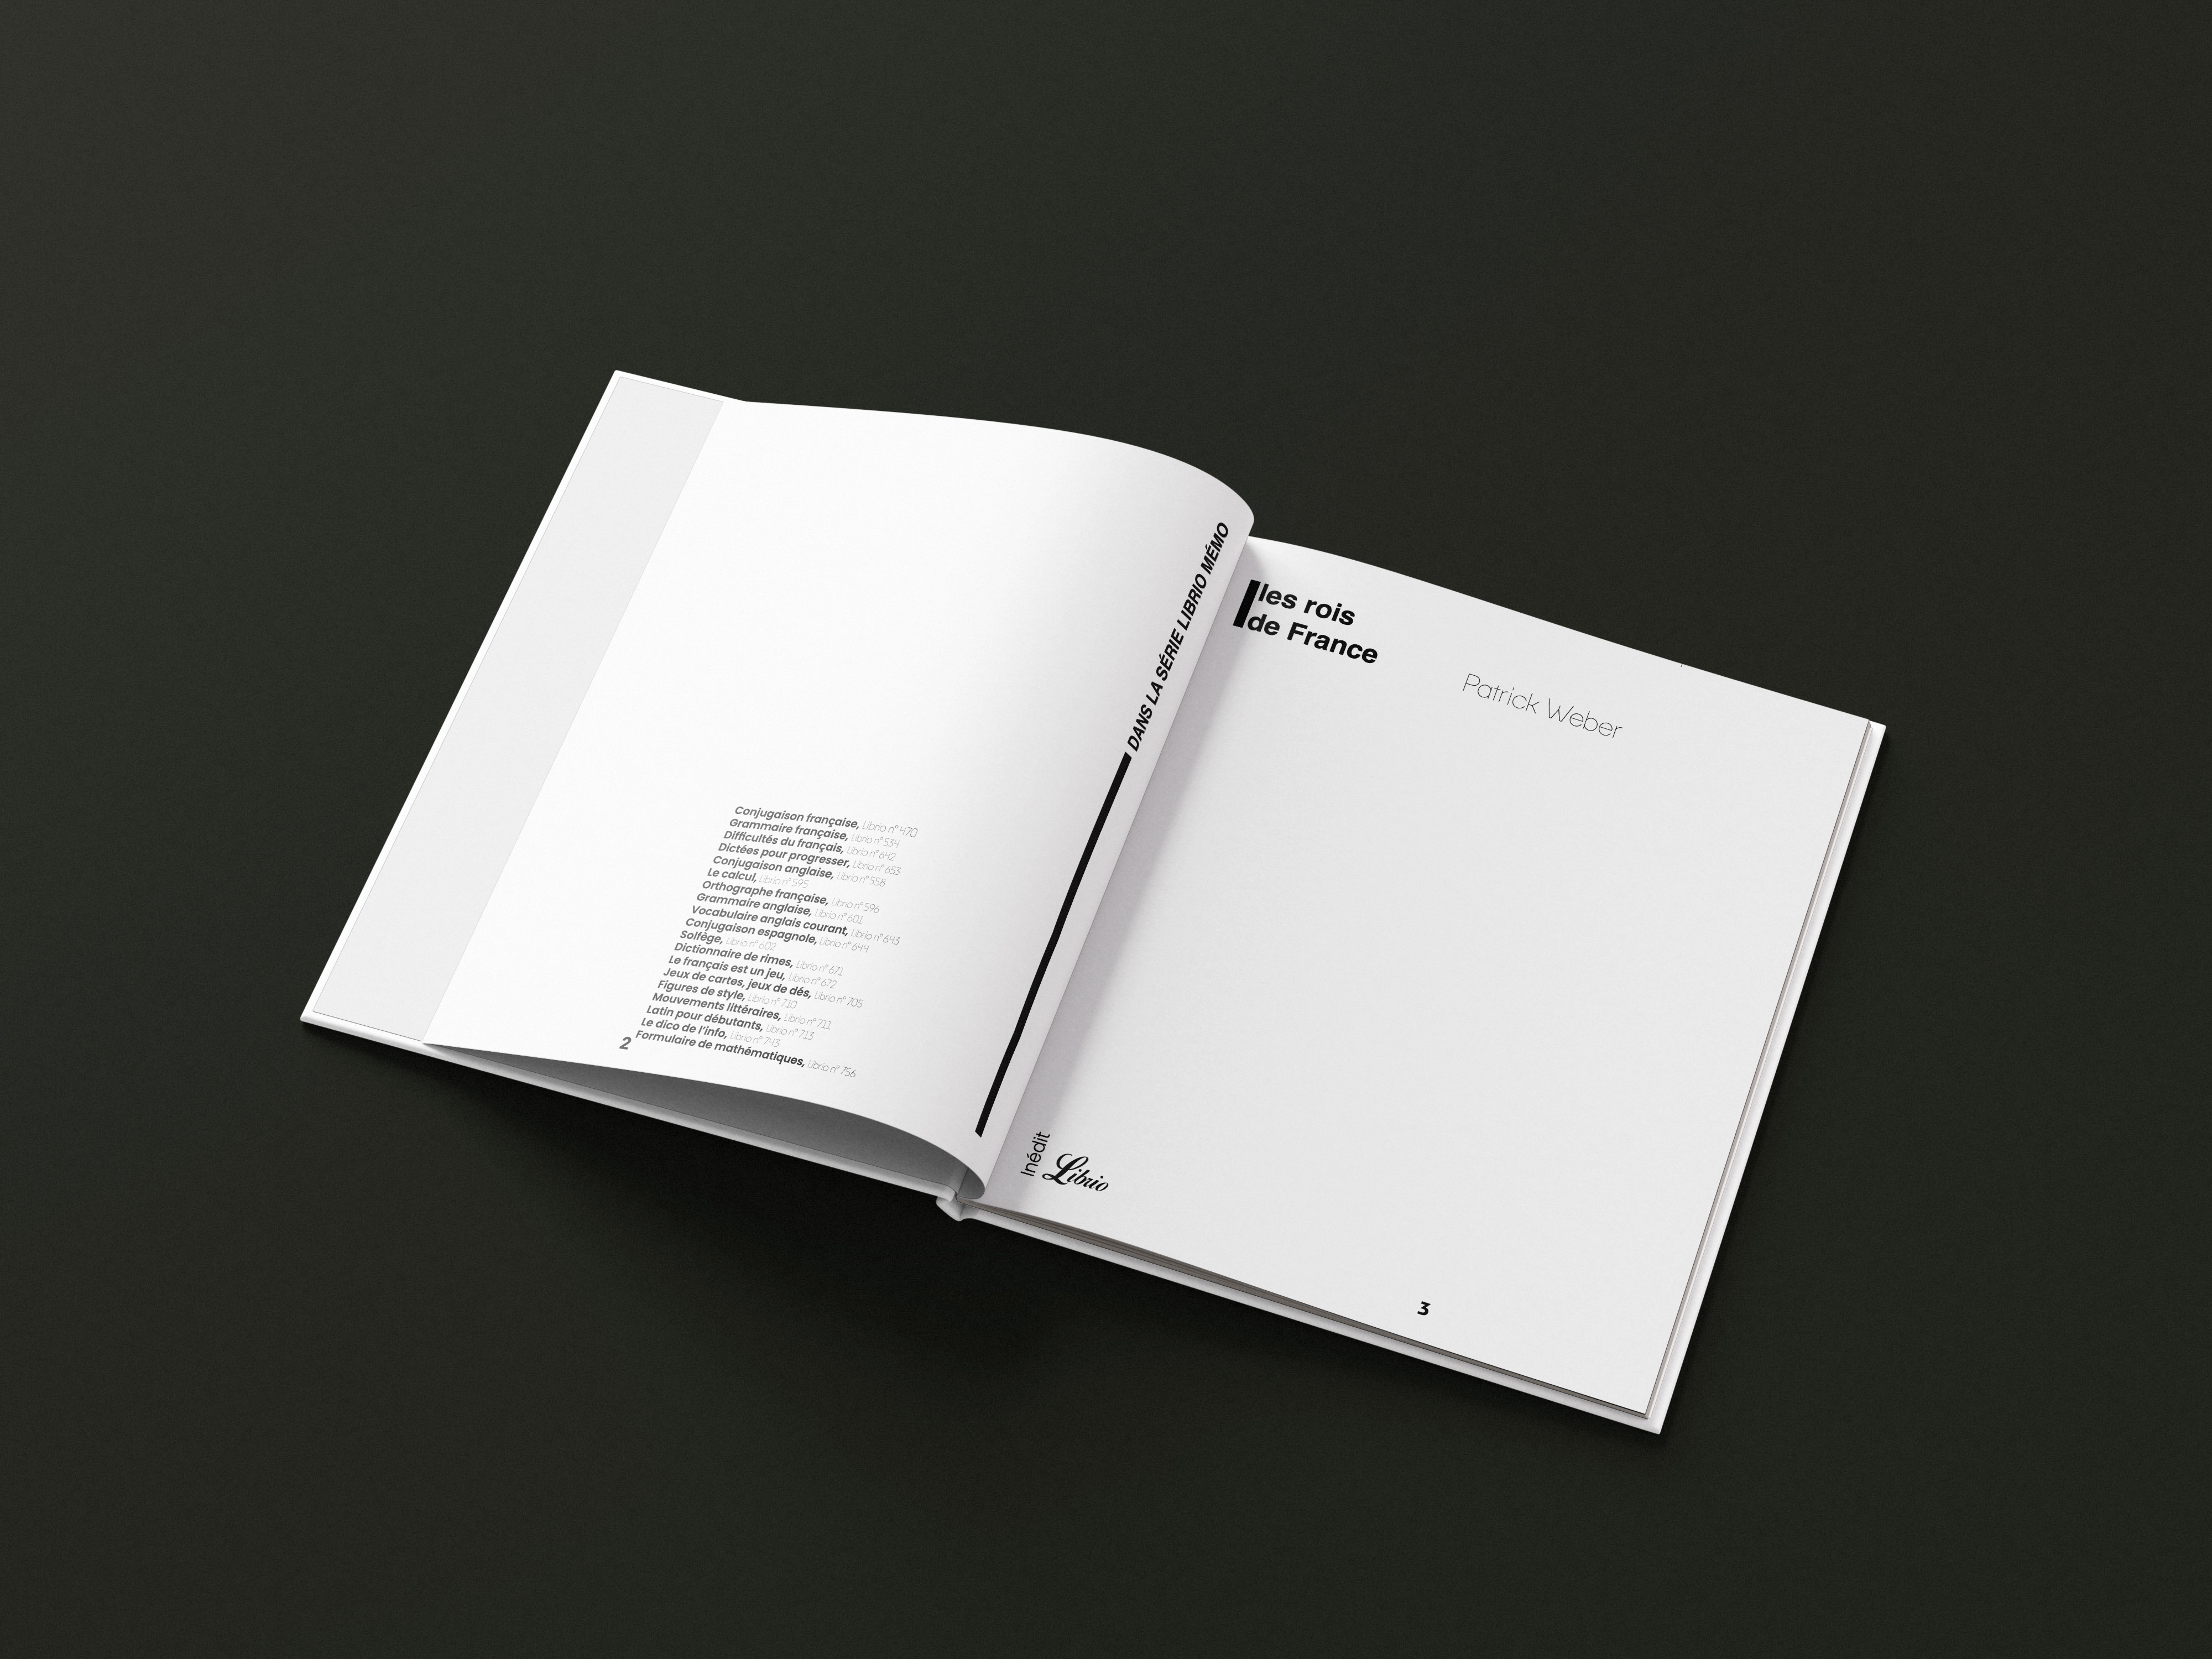 DANS LA SÉRIE LIBRIO MÉMO
Conjugaison française, Librio n° 470
Grammaire française, Librio n° 534
Difficultés du français, Librio n° 642
Dictées pour progresser, Librio n° 653
Conjugaison anglaise, Librio n° 558
Le calcul, Librio n° 595
Orthographe française, Librio n° 596
Grammaire anglaise, Librio n° 601
Vocabulaire anglais courant, Librio n° 643
Conjugaison espagnole, Librio n° 644
Solfège, Librio n° 602
Dictionnaire de rimes, Librio n° 671
Le français est un jeu, Librio n° 672
Jeux de cartes, jeux de dés, Librio n° 705
Figures de style, Librio n° 710
Mouvements littéraires, Librio n° 711
Latin pour débutants, Librio n° 713
Le dico de l'info, Librio n° 743
Formulaire de mathématiques, Librio n° 756
2
les rois
de France
Patrick Weber
Inédit
Librio
3